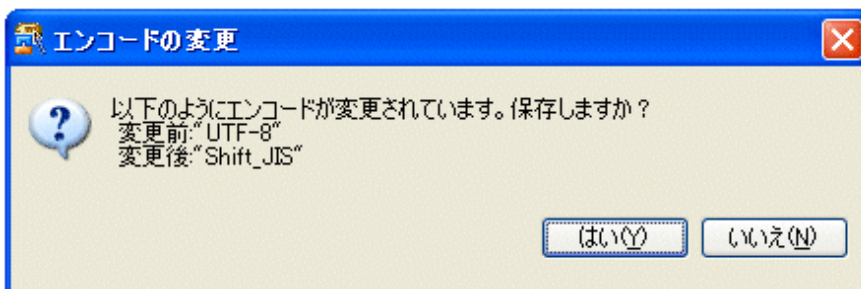 エンコードの変更
以下のようにエンコードが変更されています。保存しますか？
変更前:"UTF-8"
変更後:"Shift_JIS"
はい(Y) いいえ(N)